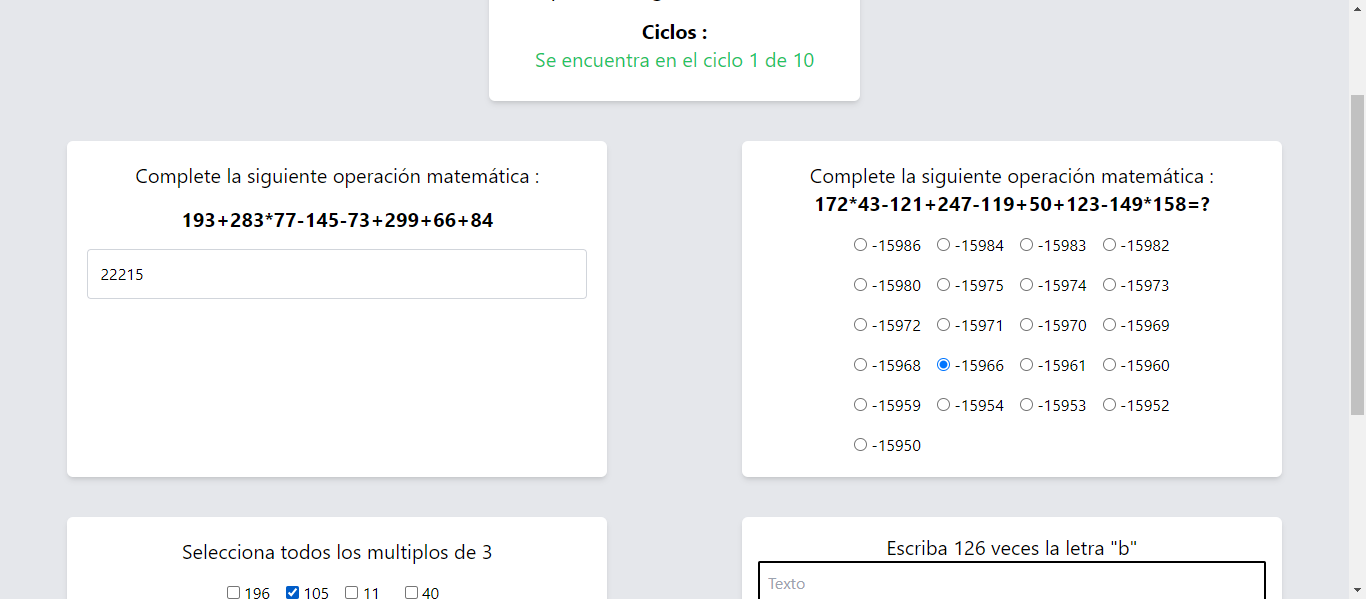 Ciclos :
Se encuentra en el ciclo 1 de 10
Complete la siguiente operación matemática :
193+283*77-145-73+299+66+84
22215
Complete la siguiente operación matemática :
172*43-121+247-119+50+123-149*158=?
-15986 -15984 -15983 -15982
-15980 -15975 -15974 -15973
-15972 -15971 -15970 -15969
-15968 -15966 -15961 -15960
-15959 -15954 -15953 -15952
-15950
Selecciona todos los multiplos de 3
196 105 11 40
Escriba 126 veces la letra "b"
Texto